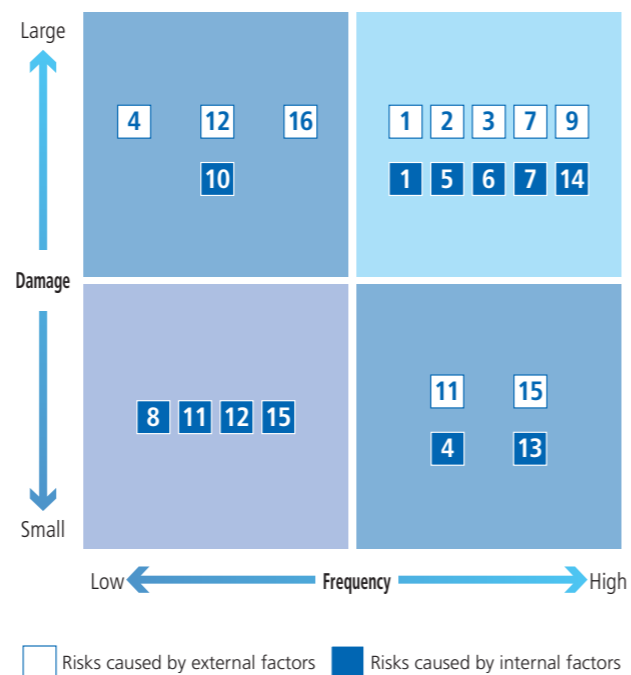 Large
4 12 16
10
1 2 3 7 9
1 5 6 7 14
Damage
8 11 12 15
11 15
4 13
Small
Low Frequency High
Risks caused by external factors Risks caused by internal factors